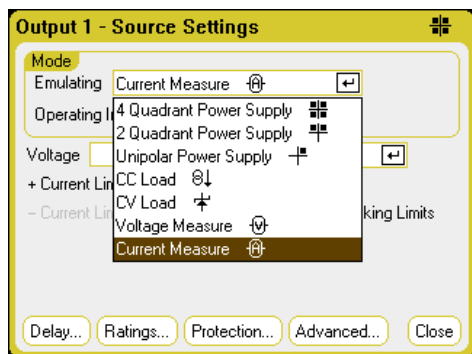 Output 1 - Source Settings
Mode
Emulating Current Measure A
Operating
4 Quadrant Power Supply
2 Quadrant Power Supply
Unipolar Power Supply
Voltage
CC Load
+ Current Lim
CV Load
- Current Lim
king Limits
Voltage Measure V
Current Measure A
Delay... Ratings... Protection... Advanced... Close